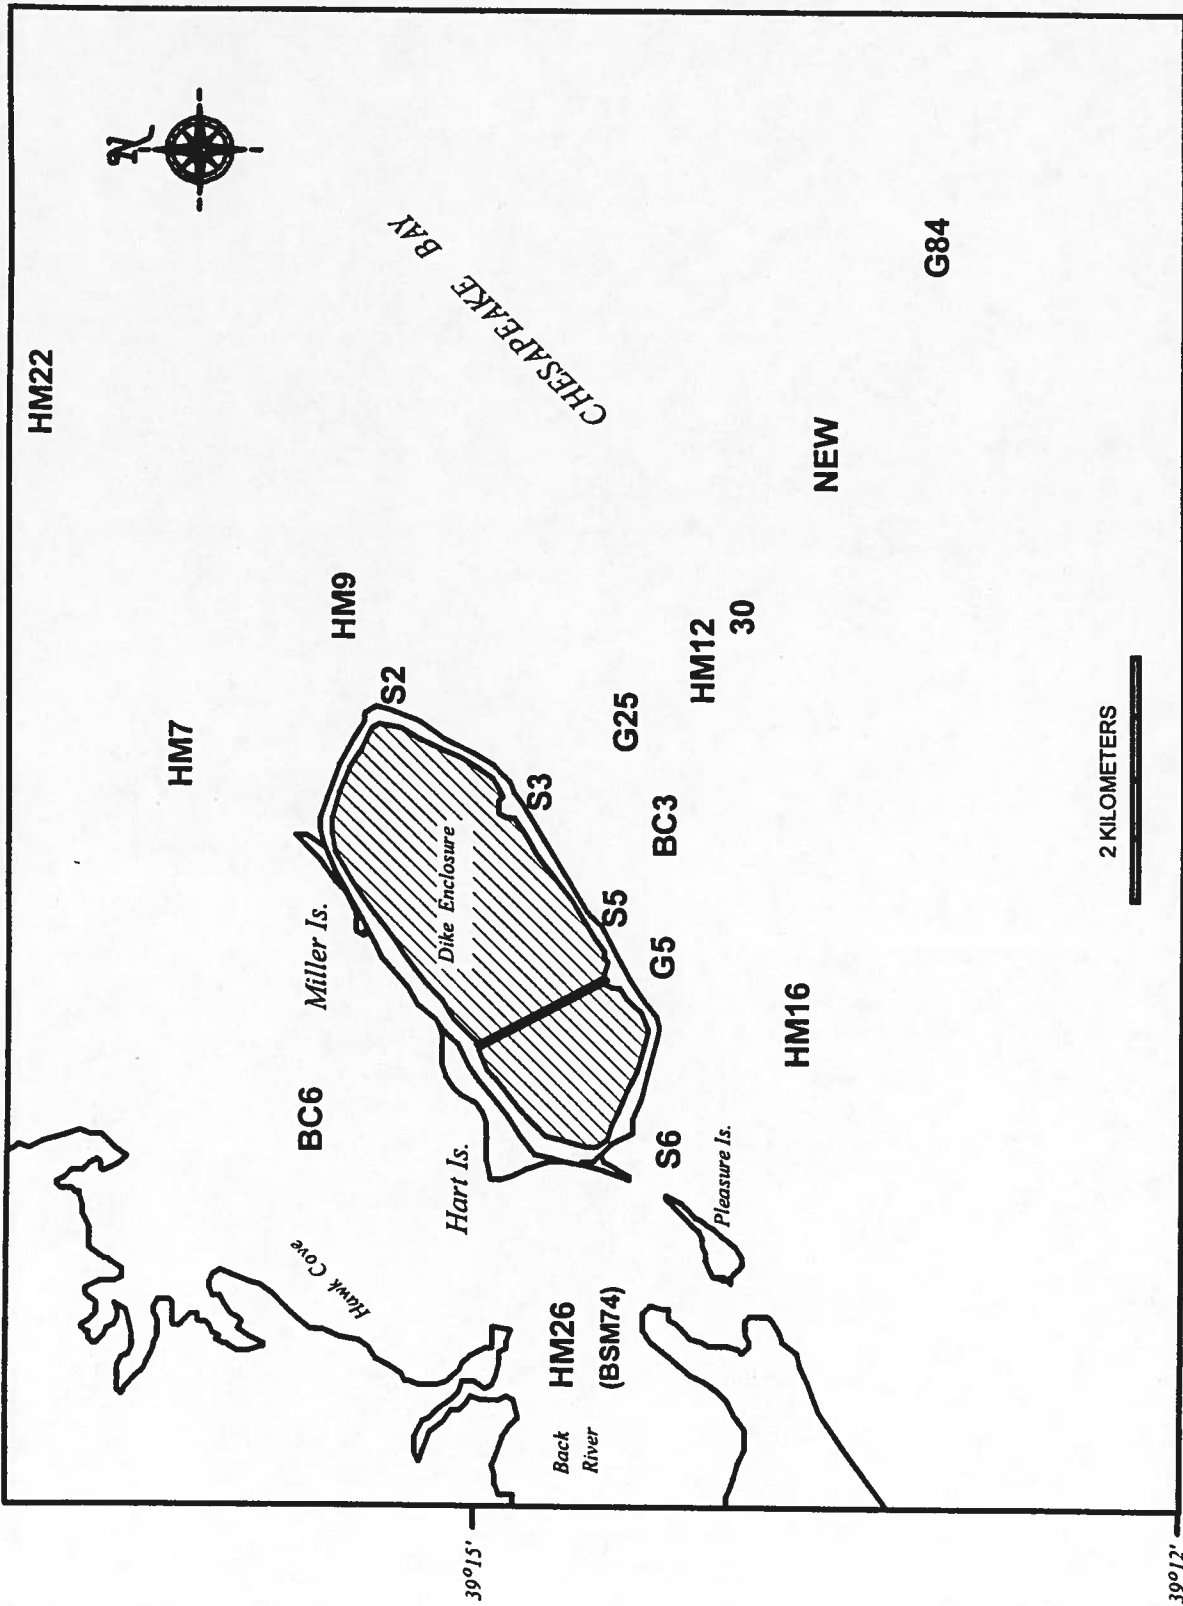 N
HM22
CHESAPEAKE BAY
G84
HM7
HM9
S2
NEW
30
HM12
G25
S3
BC3
Dike Enclosure
Miller Is.
S5
G5
HM16
2 KILOMETERS
BC6
Hart Is.
S6
Pleasure Is.
Hawk Cove
HM26
(BSM74)
Back
River
39°15'
39°12'